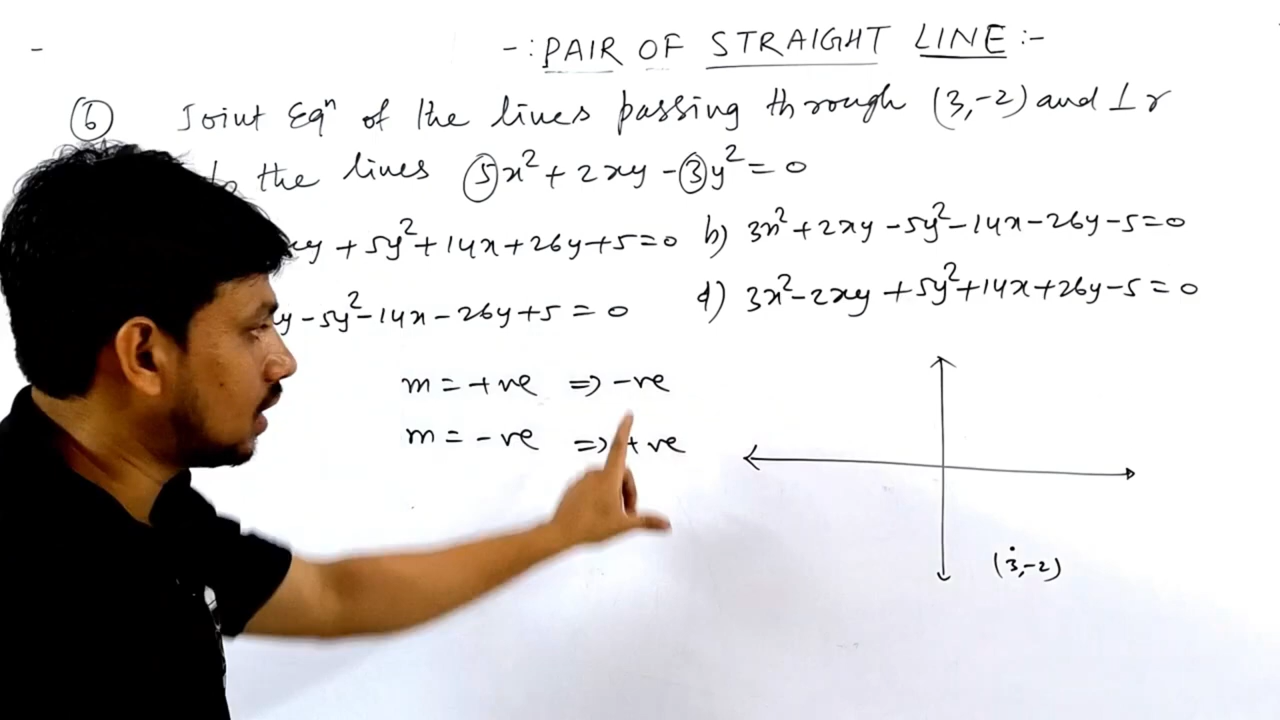 -: PAIR OF STRAIGHT LINE :-
⑥ Joint Eqⁿ of the lines passing through (3,-2) and ⊥r
to the lines 5x² + 2xy - 3y² = 0
xy + 5y² + 14x + 26y + 5 = 0 b) 3x² + 2xy - 5y² - 14x - 26y - 5 = 0
y - 5y² - 14x - 26y + 5 = 0 d) 3x² - 2xy + 5y² + 14x + 26y - 5 = 0
m = +ve ⇒ -ve
m = -ve ⇒ +ve
(3,-2)